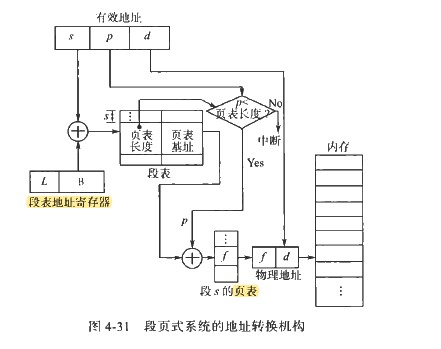 有效地址
s p d
p<
页表长度?
No
中断
Yes
s
⋮
页表
长度
页表
基址
段表
L B
段表地址寄存器
p
⋮
f
段 s 的页表
f d
物理地址
内存
⋮
图 4-31 段页式系统的地址转换机构